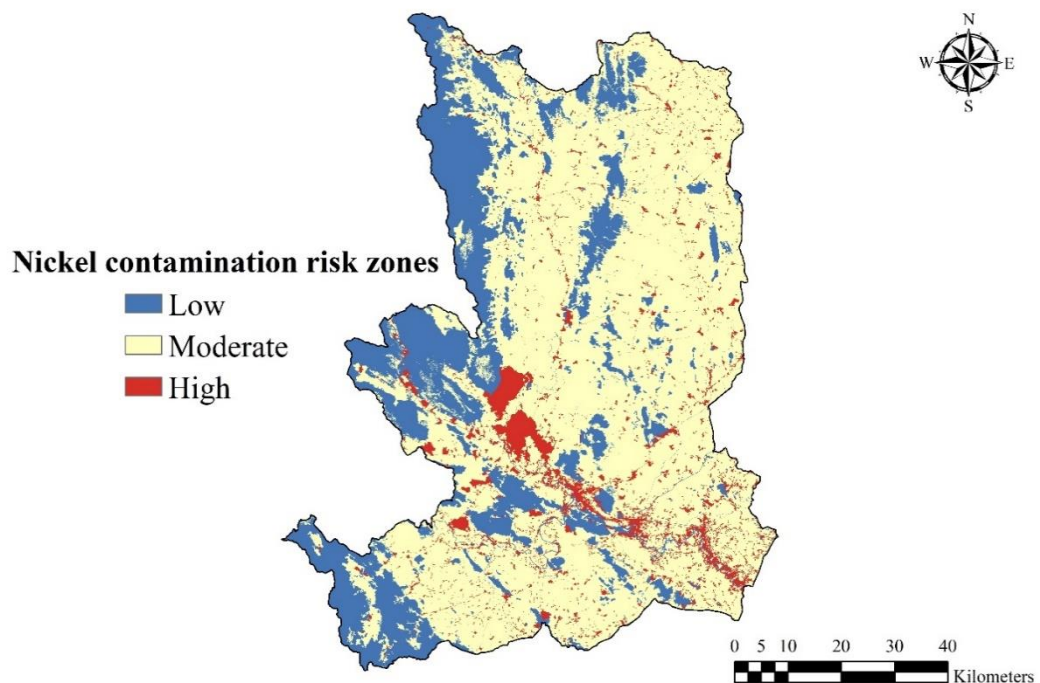 N
W E
S
Nickel contamination risk zones
Low
Moderate
High
0 5 10 20 30 40
Kilometers